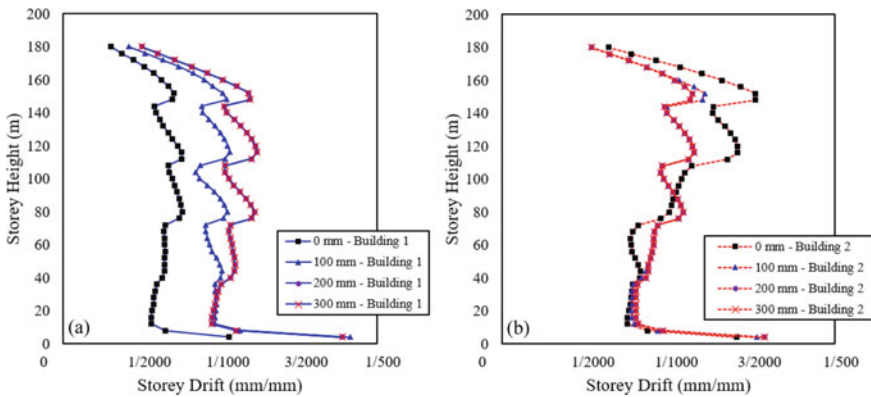 Storey Height (m)
200
180
160
140
120
100
80
60
40
20
0
(a)
0 mm - Building 1
100 mm - Building 1
200 mm - Building 1
300 mm - Building 1
0
1/2000
1/1000
3/2000
1/500
Storey Drift (mm/mm)
Storey Height (m)
200
180
160
140
120
100
80
60
40
20
0
(b)
0 mm - Building 2
100 mm - Building 2
200 mm - Building 2
300 mm - Building 2
0
1/2000
1/1000
3/2000
1/500
Storey Drift (mm/mm)